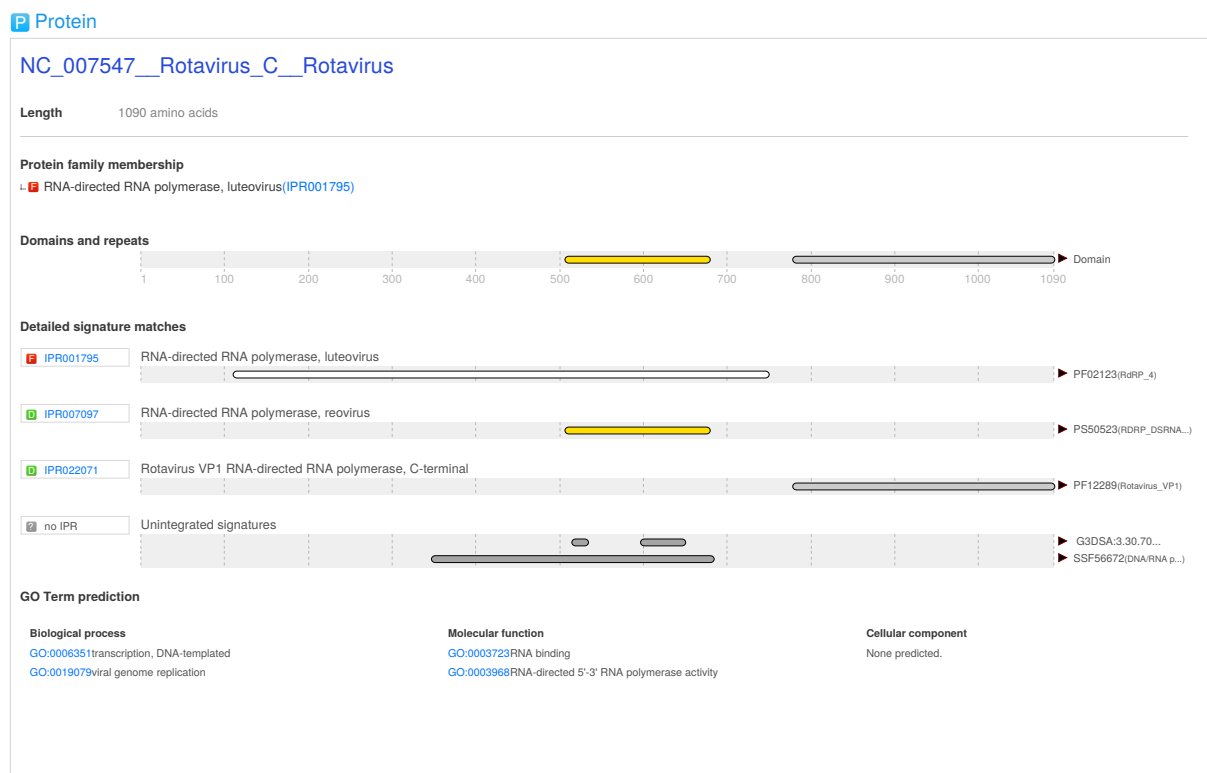 P Protein
NC_007547__Rotavirus_C__Rotavirus
Length 1090 amino acids
Protein family membership
F RNA-directed RNA polymerase, luteovirus(IPR001795)
Domains and repeats
Domain
1 100 200 300 400 500 600 700 800 900 1000 1090
Detailed signature matches
F IPR001795 RNA-directed RNA polymerase, luteovirus
PF02123(RdRP_4)
D IPR007097 RNA-directed RNA polymerase, reovirus
PS50523(RDRP_DSRNA...)
D IPR022071 Rotavirus VP1 RNA-directed RNA polymerase, C-terminal
PF12289(Rotavirus_VP1)
? no IPR Unintegrated signatures
G3DSA:3.30.70...
SSF56672(DNA/RNA p...)
GO Term prediction
Biological process Molecular function Cellular component
GO:0006351transcription, DNA-templated GO:0003723RNA binding None predicted.
GO:0019079viral genome replication GO:0003968RNA-directed 5'-3' RNA polymerase activity